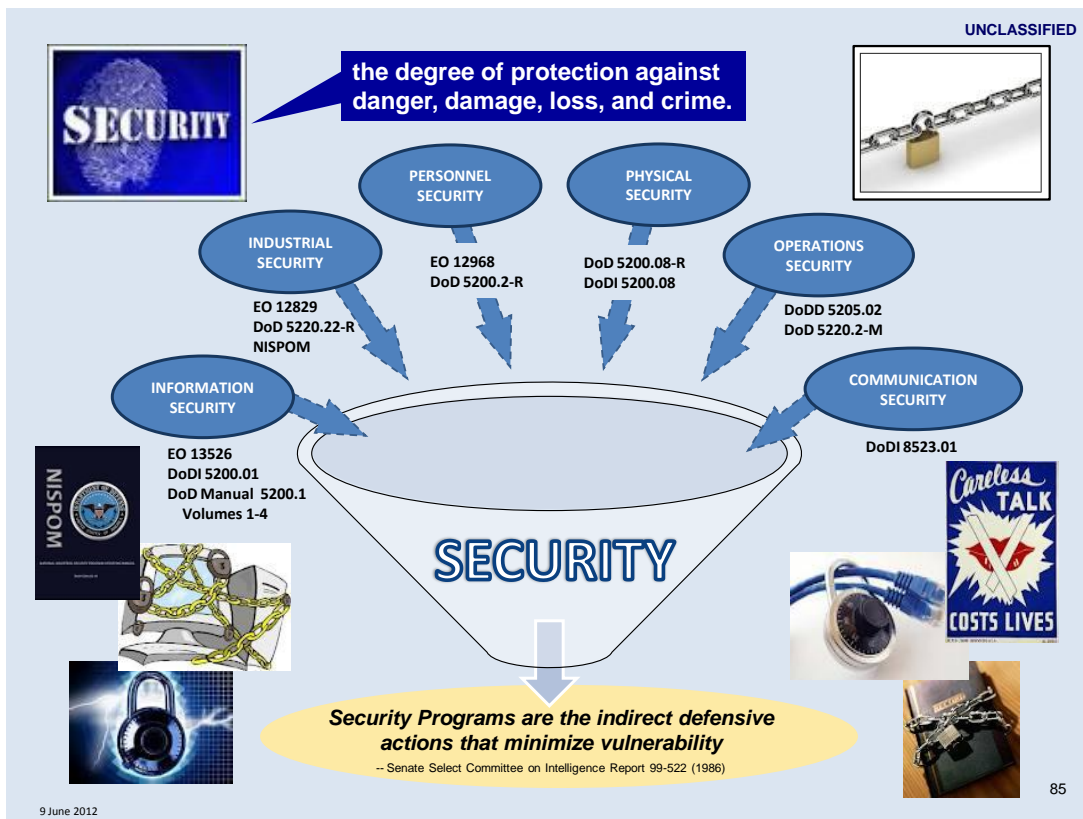 UNCLASSIFIED
SECURITY
the degree of protection against
danger, damage, loss, and crime.
PERSONNEL
SECURITY
PHYSICAL
SECURITY
INDUSTRIAL
SECURITY
OPERATIONS
SECURITY
EO 12968
DoD 5200.2-R
DoD 5200.08-R
DoDI 5200.08
EO 12829
DoD 5220.22-R
NISPOM
DoDD 5205.02
DoD 5220.2-M
INFORMATION
SECURITY
COMMUNICATION
SECURITY
EO 13526
DoDI 5200.01
DoD Manual 5200.1
Volumes 1-4
DoDI 8523.01
NISPOM
Careless
TALK
COSTS LIVES
SECURITY
Security Programs are the indirect defensive
actions that minimize vulnerability
-- Senate Select Committee on Intelligence Report 99-522 (1986)
85
9 June 2012